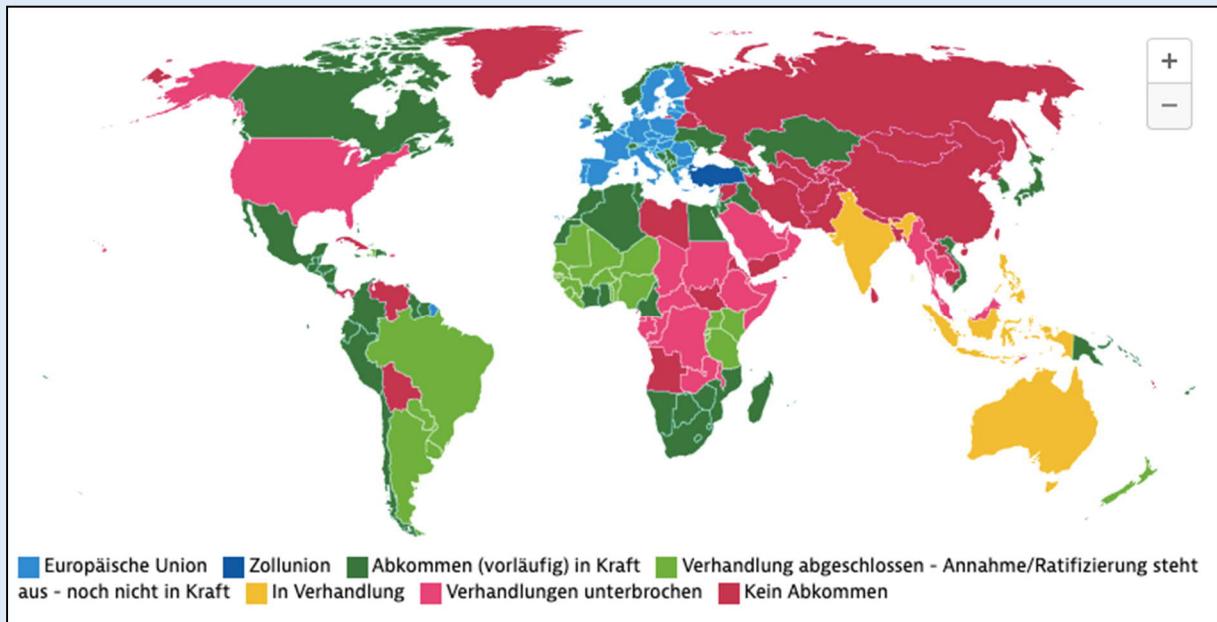 +
−
Europäische Union Zollunion Abkommen (vorläufig) in Kraft Verhandlung abgeschlossen - Annahme/Ratifizierung steht
aus - noch nicht in Kraft In Verhandlung Verhandlungen unterbrochen Kein Abkommen